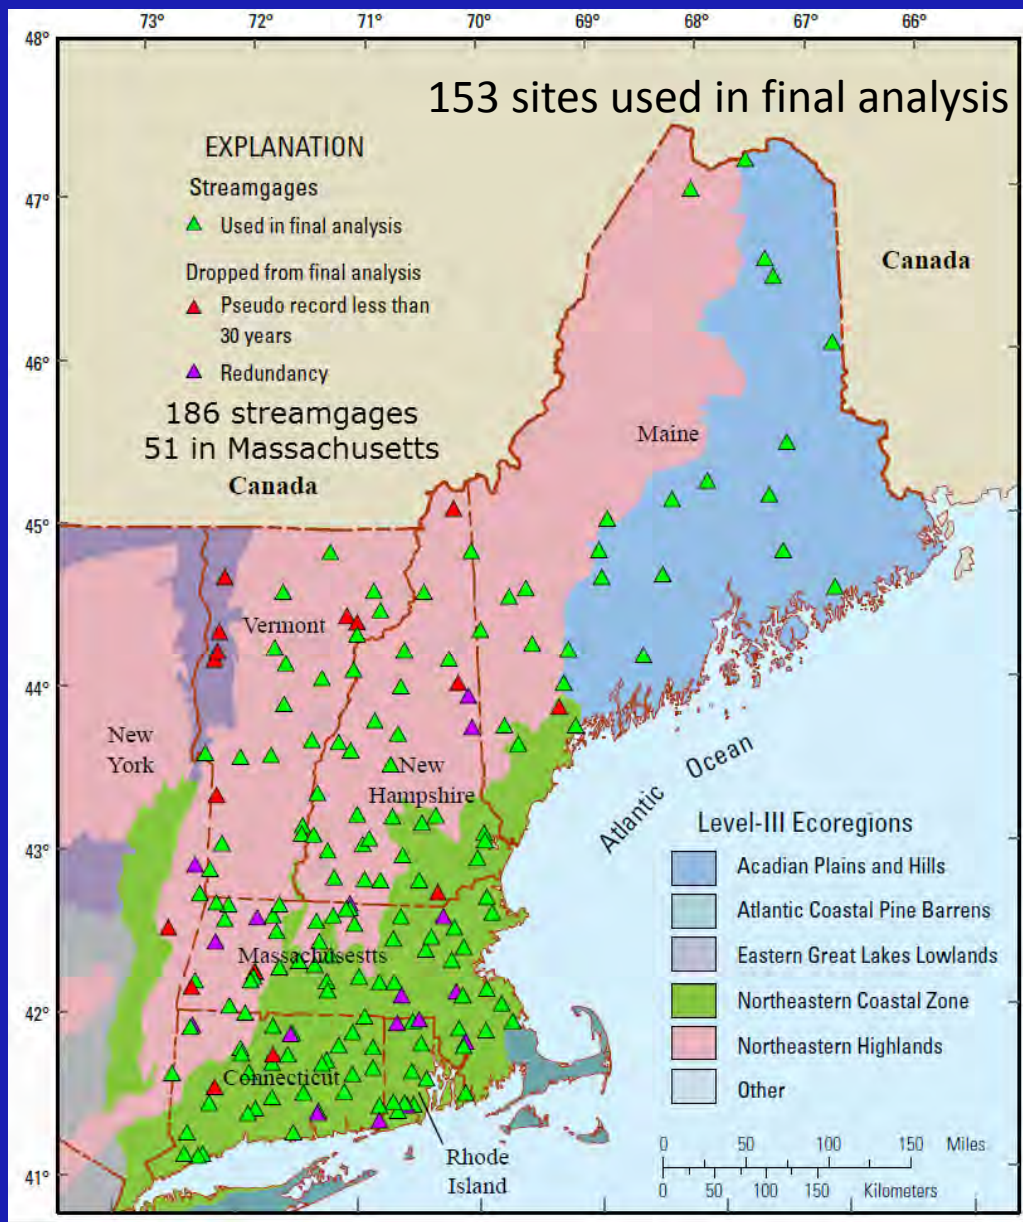 73°
72°
71°
70°
69°
68°
67°
66°
48°
153 sites used in final analysis
EXPLANATION
Streamgages
Used in final analysis
Dropped from final analysis
Pseudo record less than
30 years
Redundancy
186 streamgages
51 in Massachusetts
Canada
47°
Canada
46°
Maine
45°
Vermont
44°
New
York
New
Hampshire
Atlantic Ocean
43°
Massachusestts
42°
Connecticut
Rhode
Island
41°
Level-III Ecoregions
Acadian Plains and Hills
Atlantic Coastal Pine Barrens
Eastern Great Lakes Lowlands
Northeastern Coastal Zone
Northeastern Highlands
Other
0 50 100 150 Miles
0 50 100 150 Kilometers